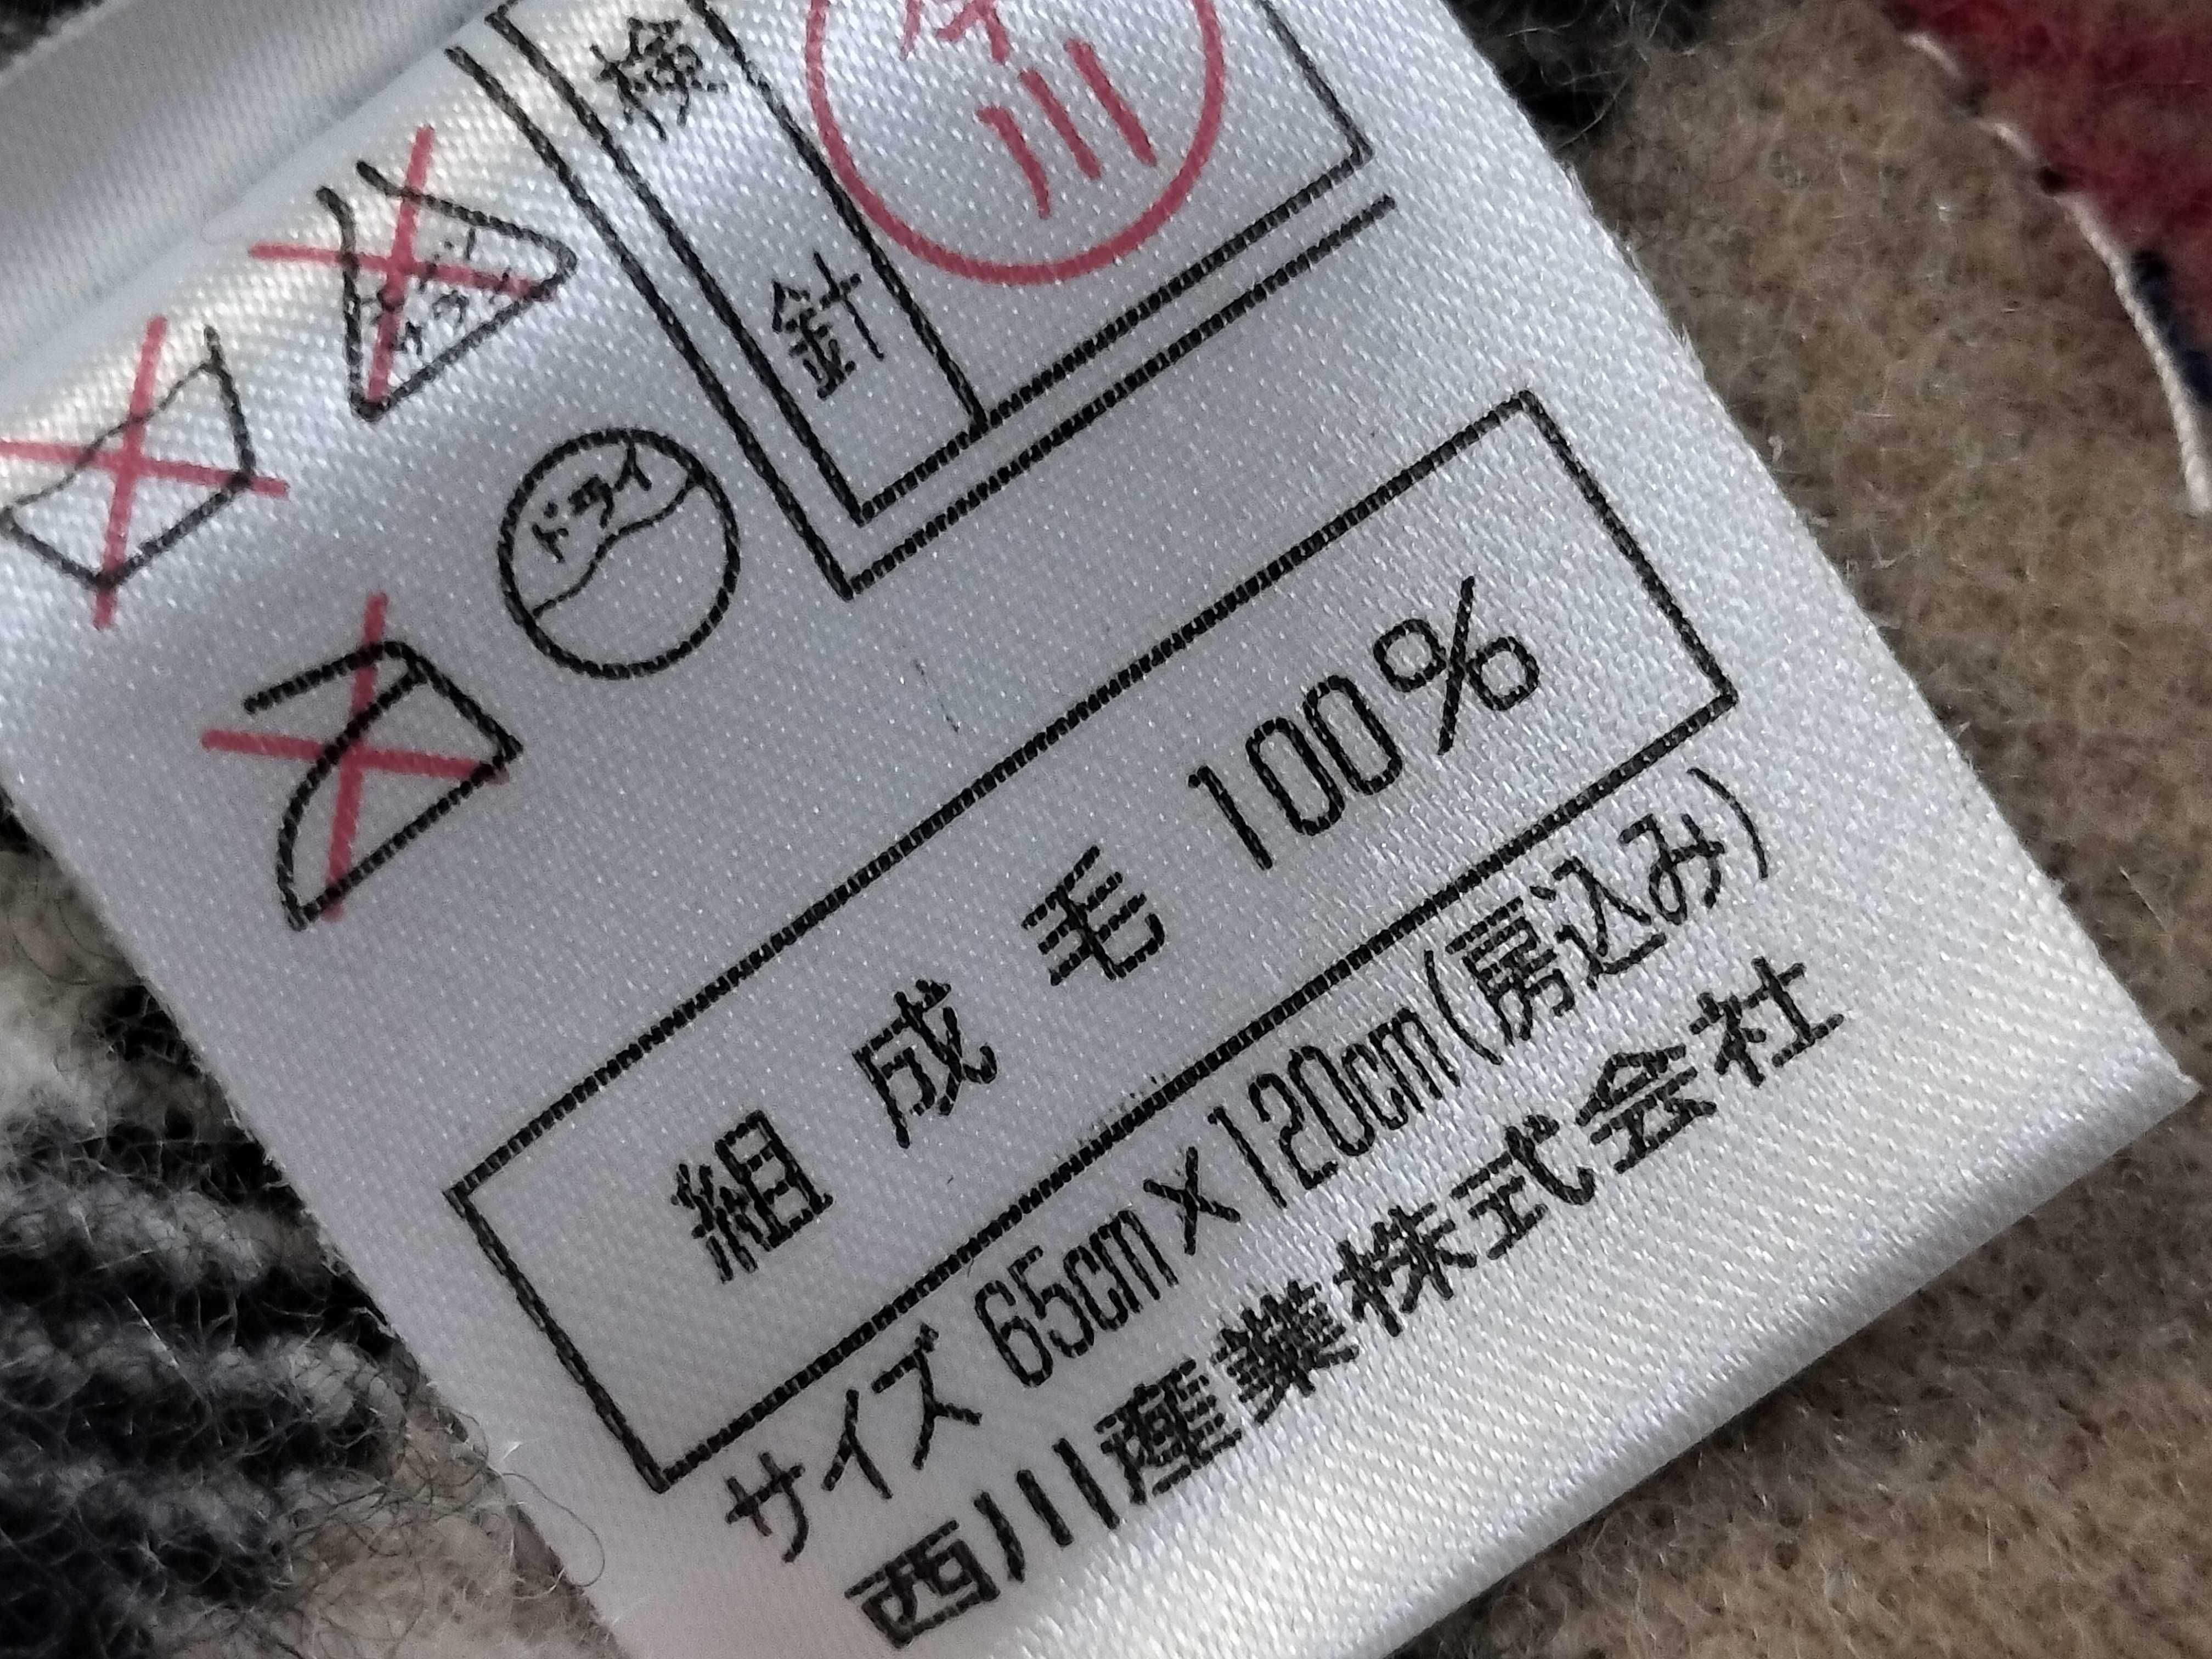 検針
川
ドライ
組成 毛 100%
サイズ 65cm×120cm(房込み)
西川産業株式会社